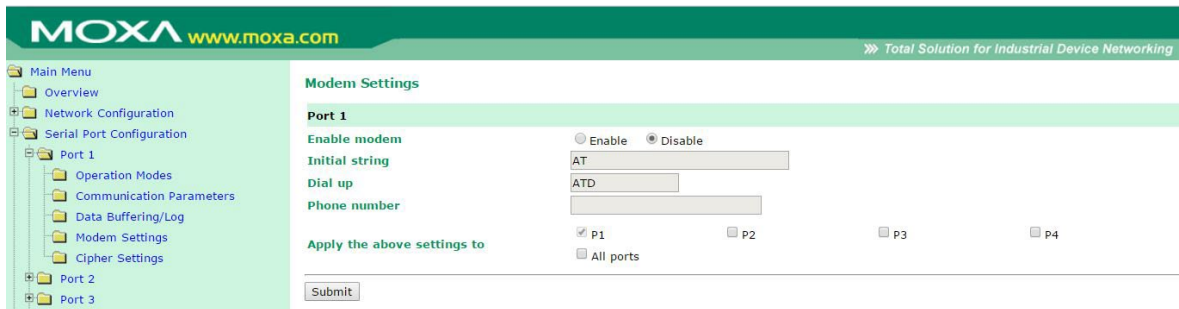 MOXA www.moxa.com
Total Solution for Industrial Device Networking
Main Menu
Overview
Network Configuration
Serial Port Configuration
Port 1
Operation Modes
Communication Parameters
Data Buffering/Log
Modem Settings
Cipher Settings
Port 2
Port 3
Modem Settings
Port 1
Enable modem Enable Disable
Initial string AT
Dial up ATD
Phone number
Apply the above settings to P1 P2 P3 P4
All ports
Submit